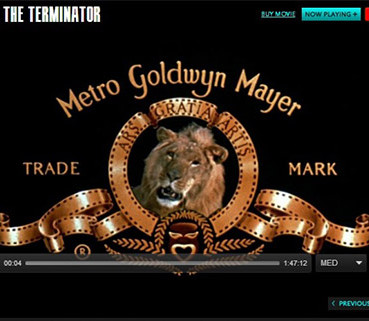 THE TERMINATOR
BUY MOVIE
NOW PLAYING +
Metro Goldwyn Mayer
ARS GRATIA ARTIS
TRADE
MARK
®
00:04
1:47:12
MED
< PREVIOUS